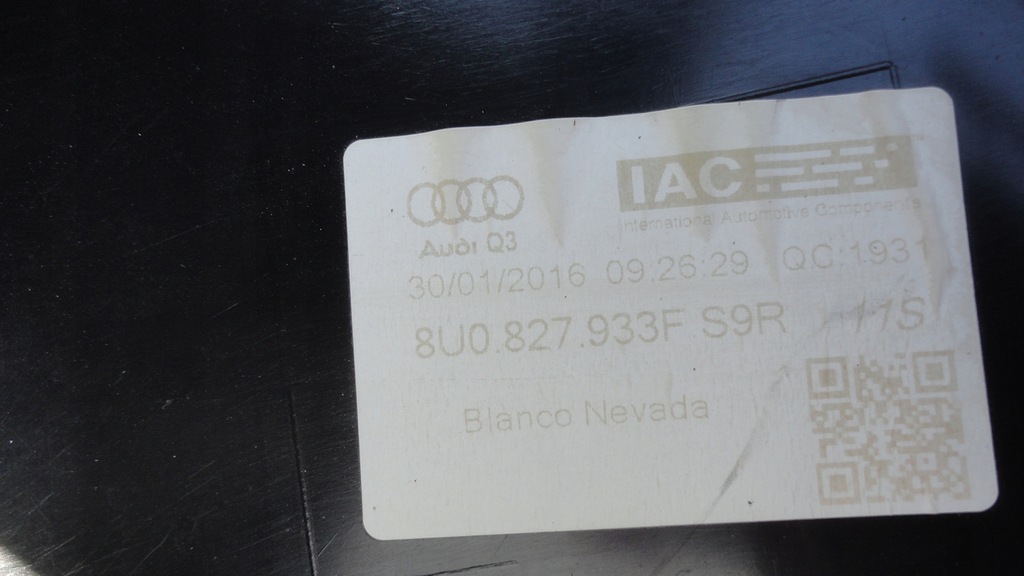 IAC
International Automotive Components
Audi Q3
30/01/2016 09:26:29 QC:1931
8U0.827.933F S9R 11S
Blanco Nevada